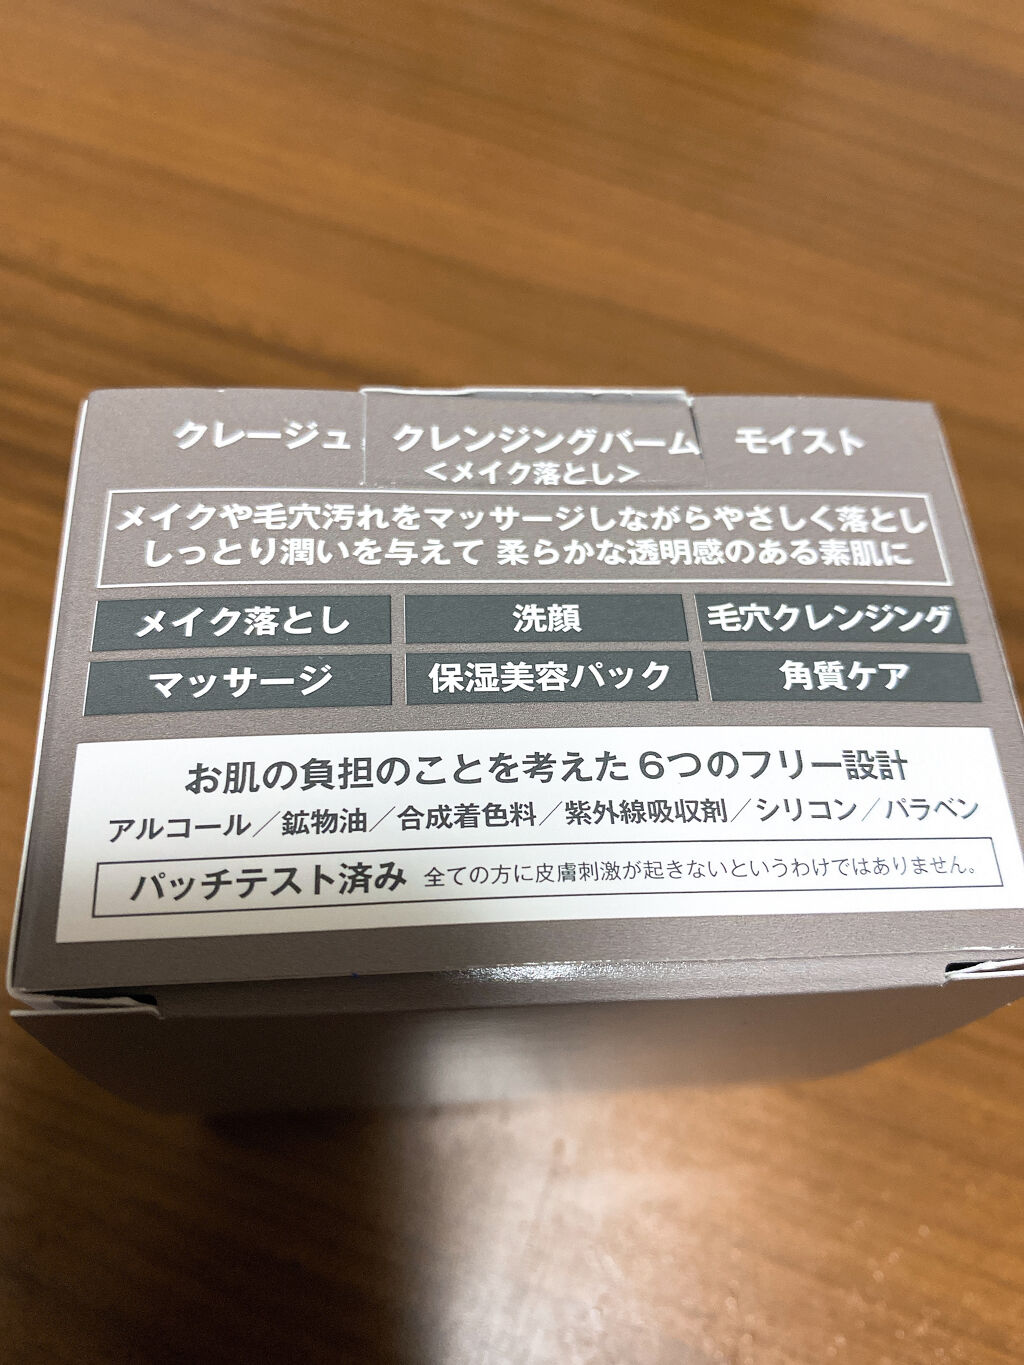 クレージュ クレンジングバーム モイスト
<メイク落とし>
メイクや毛穴汚れをマッサージしながらやさしく落とし
しっとり潤いを与えて 柔らかな透明感のある素肌に
メイク落とし 洗顔 毛穴クレンジング
マッサージ 保湿美容パック 角質ケア
お肌の負担のことを考えた6つのフリー設計
アルコール/鉱物油/合成着色料/紫外線吸収剤/シリコン/パラベン
パッチテスト済み 全ての方に皮膚刺激が起きないというわけではありません。